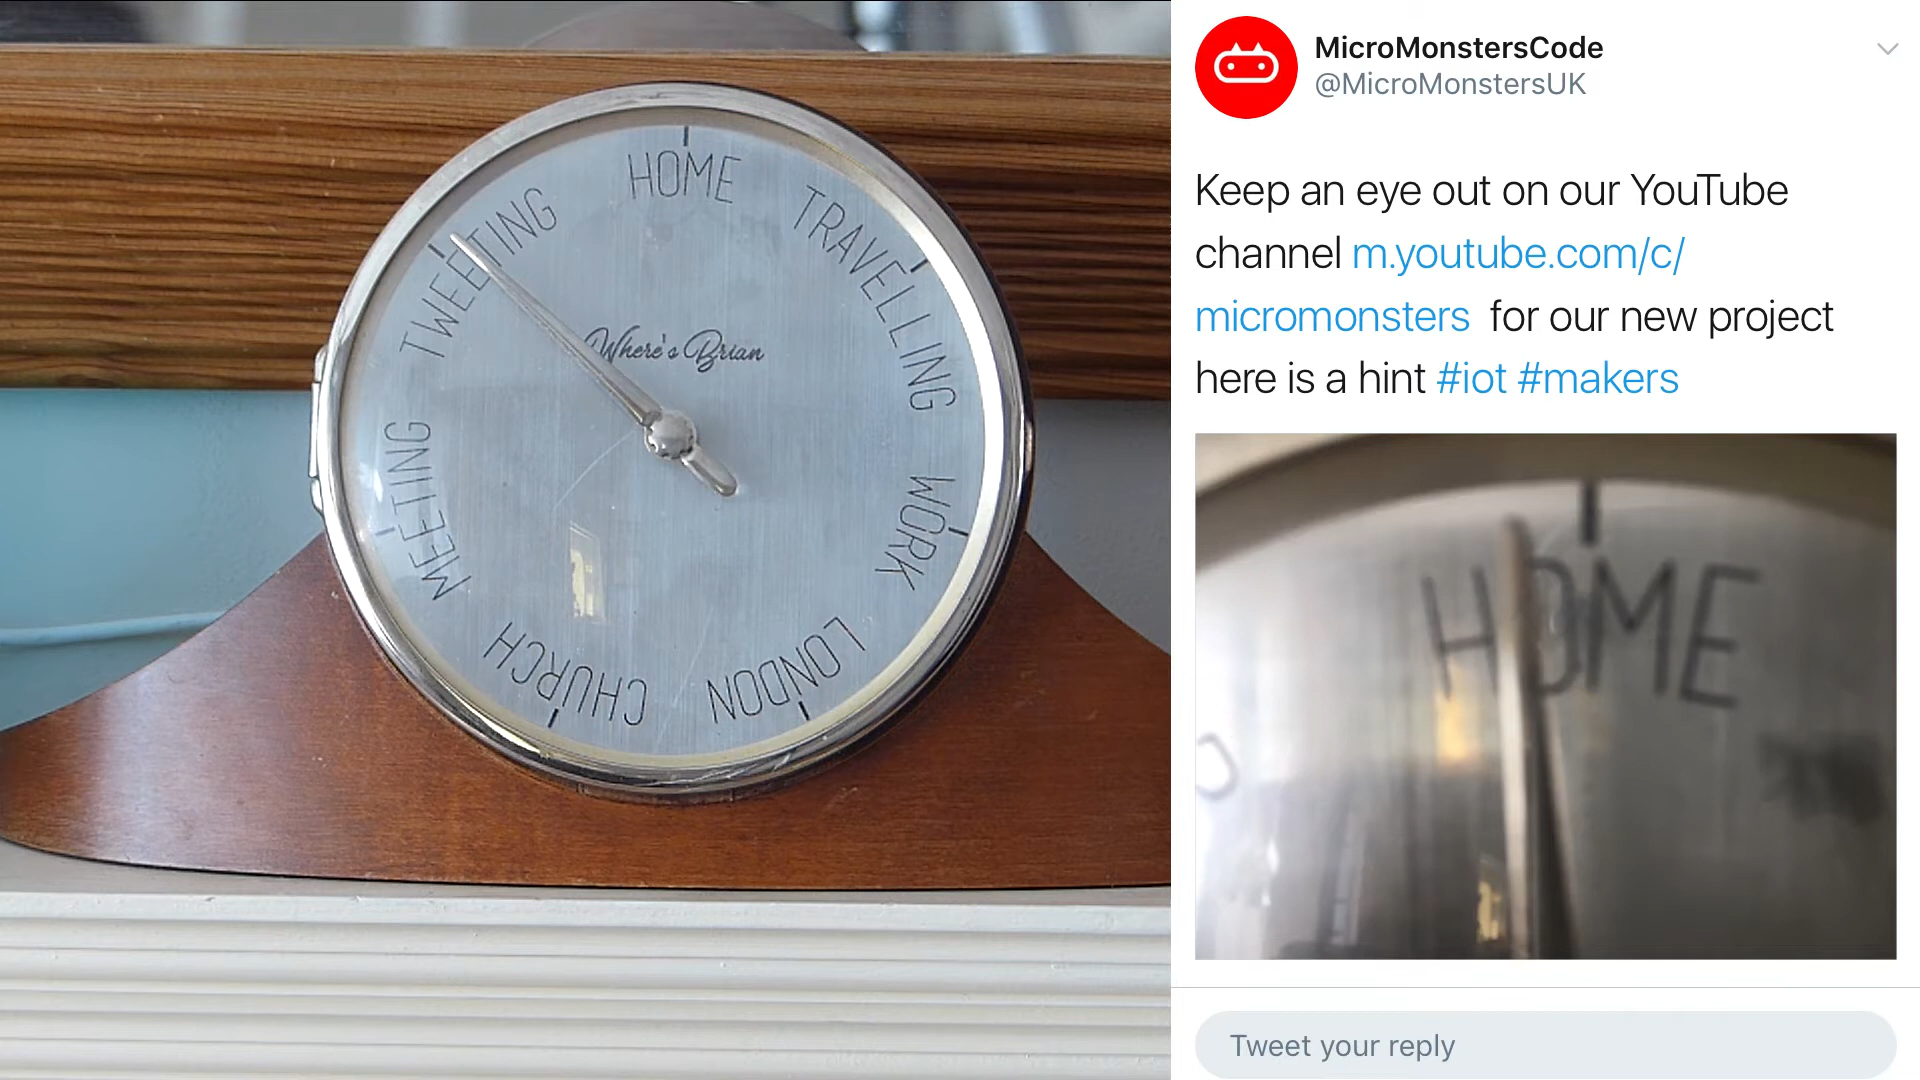 HOME
TRAVELLING
WORK
LONDON
CHURCH
MEETING
TWEETING
Where's Brian
MicroMonstersCode
@MicroMonstersUK
Keep an eye out on our YouTube
channel m.youtube.com/c/
micromonsters for our new project
here is a hint #iot #makers
HOME
Tweet your reply